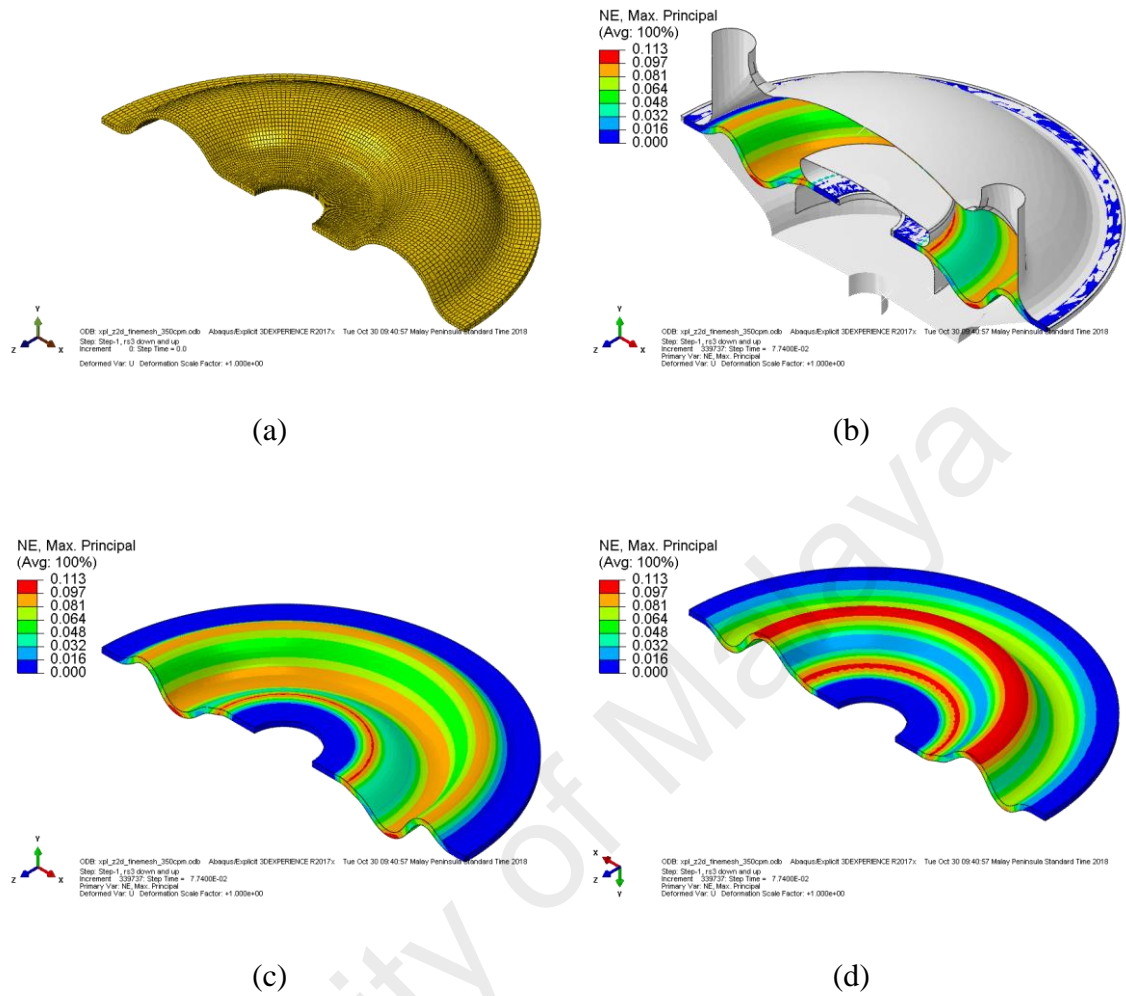 NE, Max. Principal
(Avg: 100%)
0.113
0.097
0.081
0.064
0.048
0.032
0.016
0.000
Y
Z X
ODB: xpl_z2d_finemesh_350cpm.odb Abaqus/Explicit 3DEXPERIENCE R2017x Tue Oct 30 09:40:57 Malay Peninsula Standard Time 2018
Step: Step-1, rs3 down and up
Increment 0: Step Time = 0.0
Deformed Var: U Deformation Scale Factor: +1.000e+00
Y
Z X
ODB: xpl_z2d_finemesh_350cpm.odb Abaqus/Explicit 3DEXPERIENCE R2017x Tue Oct 30 09:40:57 Malay Peninsula Standard Time 2018
Step: Step-1, rs3 down and up
Increment 339737: Step Time = 7.7400E-02
Primary Var: NE, Max. Principal
Deformed Var: U Deformation Scale Factor: +1.000e+00
(a) (b)
NE, Max. Principal
(Avg: 100%)
0.113
0.097
0.081
0.064
0.048
0.032
0.016
0.000
NE, Max. Principal
(Avg: 100%)
0.113
0.097
0.081
0.064
0.048
0.032
0.016
0.000
Y
Z X
ODB: xpl_z2d_finemesh_350cpm.odb Abaqus/Explicit 3DEXPERIENCE R2017x Tue Oct 30 09:40:57 Malay Peninsula Standard Time 2018
Step: Step-1, rs3 down and up
Increment 339737: Step Time = 7.7400E-02
Primary Var: NE, Max. Principal
Deformed Var: U Deformation Scale Factor: +1.000e+00
X
Z
Y
ODB: xpl_z2d_finemesh_350cpm.odb Abaqus/Explicit 3DEXPERIENCE R2017x Tue Oct 30 09:40:57 Malay Peninsula Standard Time 2018
Step: Step-1, rs3 down and up
Increment 339737: Step Time = 7.7400E-02
Primary Var: NE, Max. Principal
Deformed Var: U Deformation Scale Factor: +1.000e+00
(c) (d)
ity of Malaya